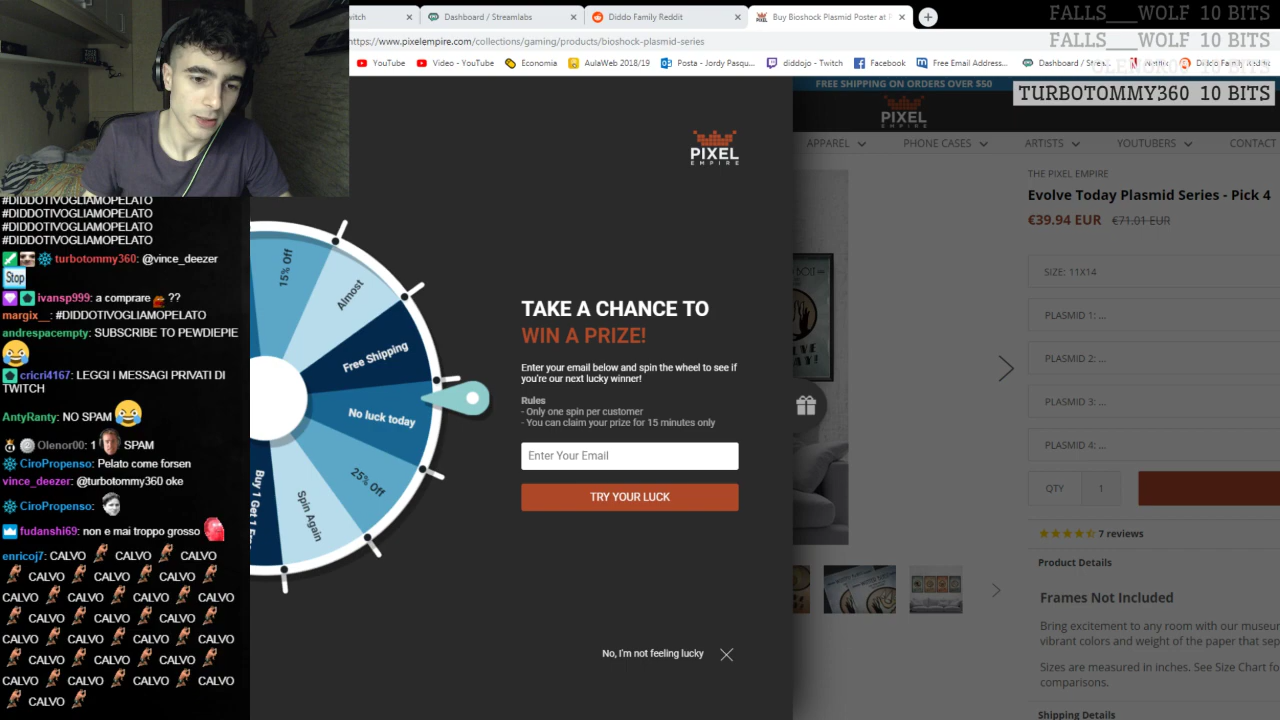 witch
Dashboard / Streamlabs
Diddo Family Reddit
Buy Bioshock Plasmid Poster at P
https://www.pixelempire.com/collections/gaming/products/bioshock-plasmid-series
YouTube
Video - YouTube
Economia
AulaWeb 2018/19
Posta - Jordy Pasqu...
diddojo - Twitch
Facebook
Free Email Address...
Dashboard / Strea...
Netflix
Diddo Family Reddit
FALLS___WOLF 10 BITS
FALLS___WOLF 10 BITS
TURBOTOMMY360 10 BITS
FREE SHIPPING ON ORDERS OVER $50
PIXEL
EMPIRE
APPAREL
PHONE CASES
ARTISTS
YOUTUBERS
CONTACT
THE PIXEL EMPIRE
Evolve Today Plasmid Series - Pick 4
€39.94 EUR €71.01 EUR
SIZE: 11X14
PLASMID 1: ...
PLASMID 2: ...
PLASMID 3: ...
PLASMID 4: ...
QTY 1
7 reviews
Product Details
Frames Not Included
Bring excitement to any room with our museum
vibrant colors and weight of the paper that sep
Sizes are measured in inches. See Size Chart fo
comparisons.
Shipping Details
PIXEL
EMPIRE
15% Off
Almost
Free Shipping
No luck today
25% Off
Spin Again
Buy 1 Get 1 F
TAKE A CHANCE TO
WIN A PRIZE!
Enter your email below and spin the wheel to see if
you're our next lucky winner!
Rules
- Only one spin per customer
- You can claim your prize for 15 minutes only
Enter Your Email
TRY YOUR LUCK
No, I'm not feeling lucky
#DIDDOTIVOGLIAMOPELATO
#DIDDOTIVOGLIAMOPELATO
#DIDDOTIVOGLIAMOPELATO
#DIDDOTIVOGLIAMOPELATO
turbotommy360: @vince_deezer
Stop
ivansp999: a comprare ??
margix__: #DIDDOTIVOGLIAMOPELATO
andrespacempty: SUBSCRIBE TO PEWDIEPIE
cricri4167: LEGGI I MESSAGI PRIVATI DI
TWITCH
AntyRanty: NO SPAM
Olenor00: 1 SPAM
CiroPropenso: Pelato come forsen
vince_deezer: @turbotommy360 oke
CiroPropenso:
fudanshi69: non e mai troppo grosso
enricoj7: CALVO CALVO CALVO
CALVO CALVO CALVO
CALVO CALVO CALVO CALVO
CALVO CALVO CALVO
CALVO CALVO CALVO CALVO
CALVO CALVO CALVO
CALVO CALVO CALVO CALVO
CALVO